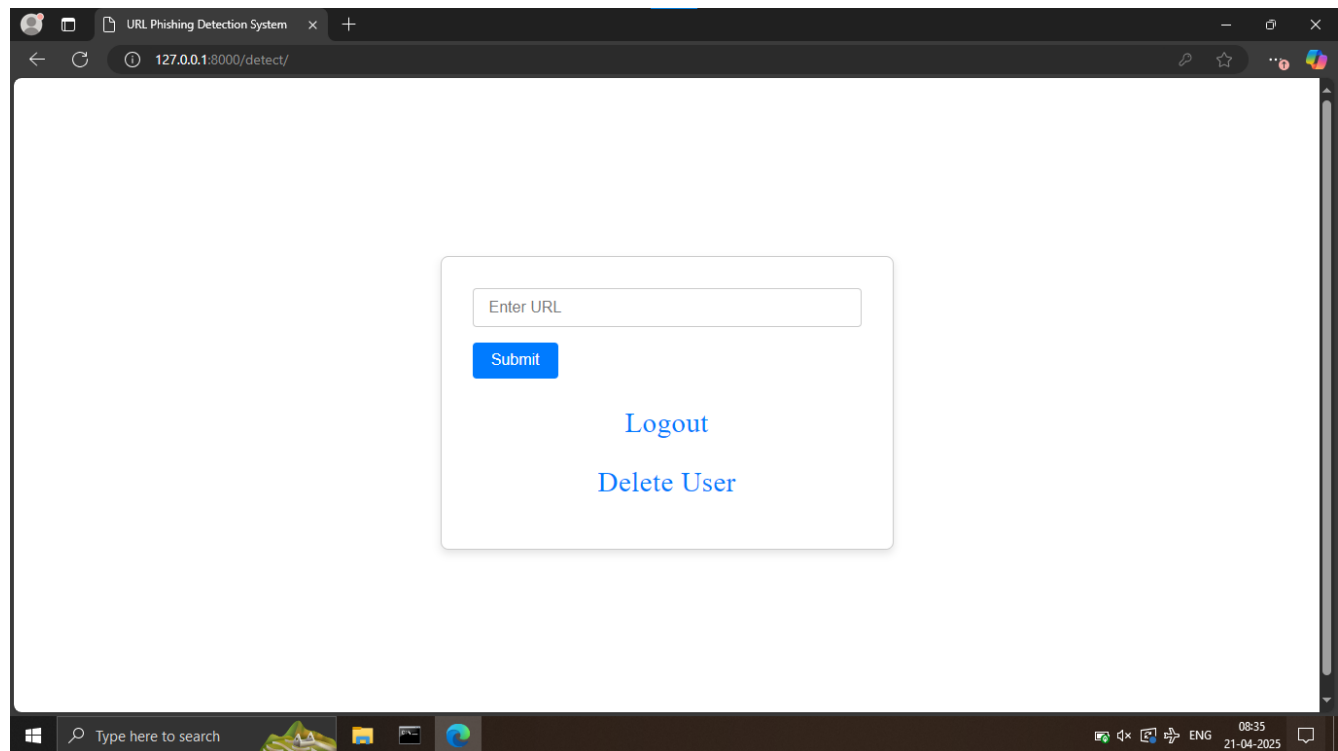 URL Phishing Detection System
127.0.0.1:8000/detect/
Enter URL
Submit
Logout
Delete User
Type here to search
ENG
08:35
21-04-2025